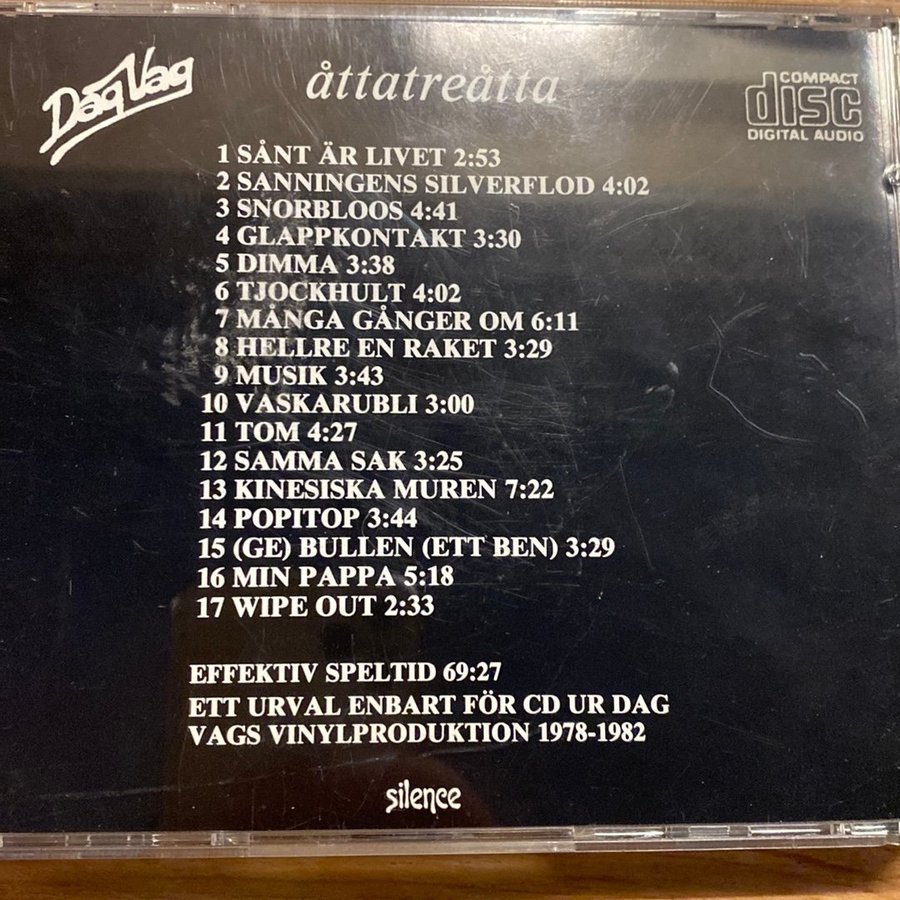 Dag Vag
åttatreåtta
COMPACT
disc
DIGITAL AUDIO
1 SÅNT ÄR LIVET 2:53
2 SANNINGENS SILVERFLOD 4:02
3 SNORBLOOS 4:41
4 GLAPPKONTAKT 3:30
5 DIMMA 3:38
6 TJOCKHULT 4:02
7 MÅNGA GÅNGER OM 6:11
8 HELLRE EN RAKET 3:29
9 MUSIK 3:43
10 VASKARUBLI 3:00
11 TOM 4:27
12 SAMMA SAK 3:25
13 KINESISKA MUREN 7:22
14 POPITOP 3:44
15 (GE) BULLEN (ETT BEN) 3:29
16 MIN PAPPA 5:18
17 WIPE OUT 2:33
EFFEKTIV SPELTID 69:27
ETT URVAL ENBART FÖR CD UR DAG
VAGS VINYLPRODUKTION 1978-1982
silence